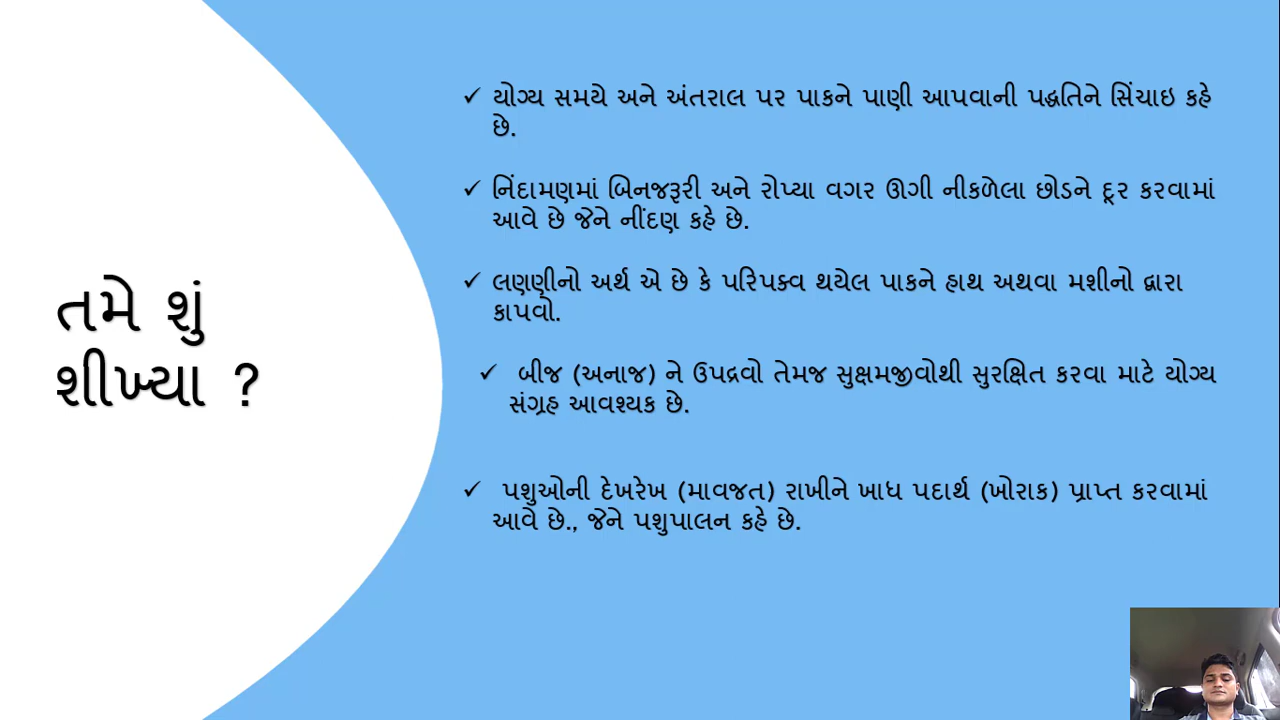 તમે શું
શીખ્યા ?
✓ યોગ્ય સમયે અને અંતરાલ પર પાકને પાણી આપવાની પદ્ધતિને સિંચાઇ કહે
છે.
✓ નિંદામણમાં બિનજરૂરી અને રોપ્યા વગર ઊગી નીકળેલા છોડને દૂર કરવામાં
આવે છે જેને નીંદણ કહે છે.
✓ લણણીનો અર્થ એ છે કે પરિપક્વ થયેલ પાકને હાથ અથવા મશીનો દ્વારા
કાપવો.
✓ બીજ (અનાજ) ને ઉપદ્રવો તેમજ સુક્ષમજીવોથી સુરક્ષિત કરવા માટે યોગ્ય
સંગ્રહ આવશ્યક છે.
✓ પશુઓની દેખરેખ (માવજત) રાખીને ખાધ પદાર્થ (ખોરાક) પ્રાપ્ત કરવામાં
આવે છે., જેને પશુપાલન કહે છે.